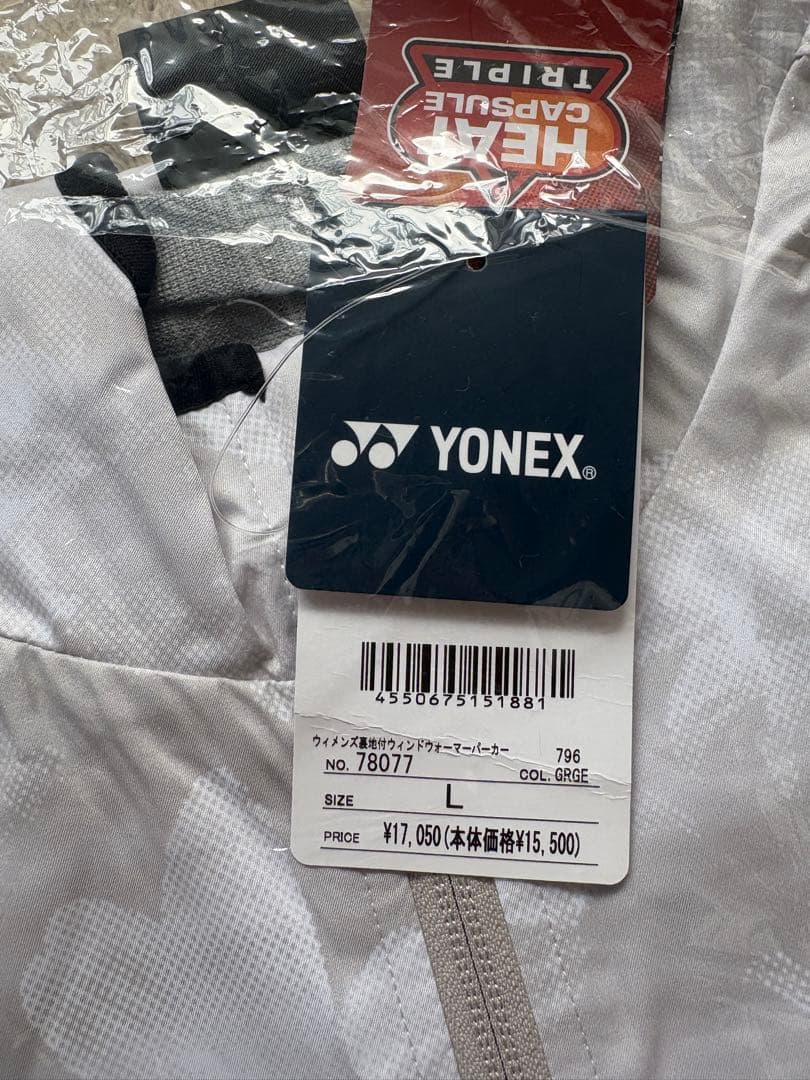 HEAT
CAPSULE
TRIPLE
YONEX®
4550675151881
ウィメンズ裏地付ウィンドウォーマーパーカー
796
NO. 78077
COL. GRGE
SIZE L
PRICE ¥17,050(本体価格¥15,500)